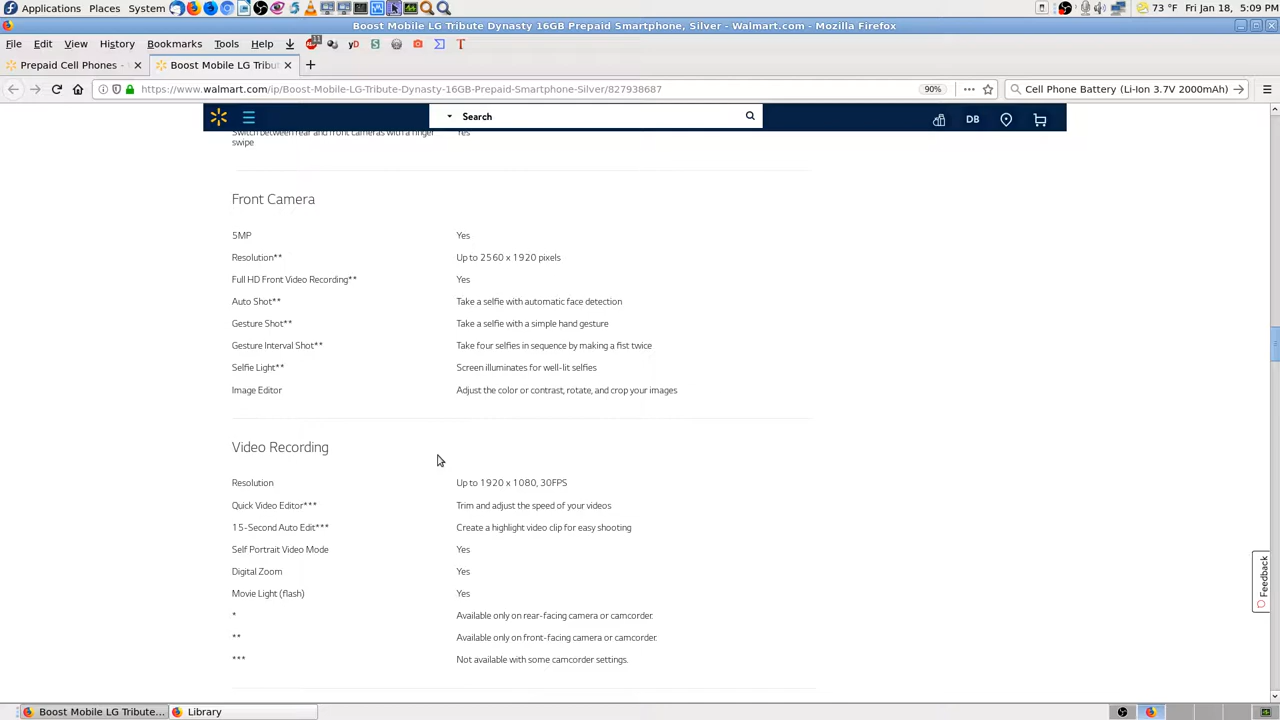 Applications Places System 73 °F Fri Jan 18, 5:09 PM
Boost Mobile LG Tribute Dynasty 16GB Prepaid Smartphone, Silver - Walmart.com - Mozilla Firefox
File Edit View History Bookmarks Tools Help 11 yD S T
Prepaid Cell Phones - W Boost Mobile LG Tribut
https://www.walmart.com/ip/Boost-Mobile-LG-Tribute-Dynasty-16GB-Prepaid-Smartphone-Silver/827938687 90% Cell Phone Battery (Li-Ion 3.7V 2000mAh)
Search DB
Switch between rear and front cameras with a finger Yes
swipe
Front Camera
5MP Yes
Resolution** Up to 2560 x 1920 pixels
Full HD Front Video Recording** Yes
Auto Shot** Take a selfie with automatic face detection
Gesture Shot** Take a selfie with a simple hand gesture
Gesture Interval Shot** Take four selfies in sequence by making a fist twice
Selfie Light** Screen illuminates for well-lit selfies
Image Editor Adjust the color or contrast, rotate, and crop your images
Video Recording
Resolution Up to 1920 x 1080, 30FPS
Quick Video Editor*** Trim and adjust the speed of your videos
15-Second Auto Edit*** Create a highlight video clip for easy shooting
Self Portrait Video Mode Yes
Digital Zoom Yes
Movie Light (flash) Yes
* Available only on rear-facing camera or camcorder.
** Available only on front-facing camera or camcorder.
*** Not available with some camcorder settings.
Feedback
Boost Mobile LG Tribute... Library